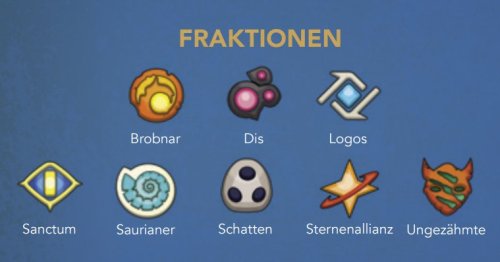 FRAKTIONEN
Brobnar Dis Logos
Sanctum Saurianer Schatten Sternenallianz Ungezähmte